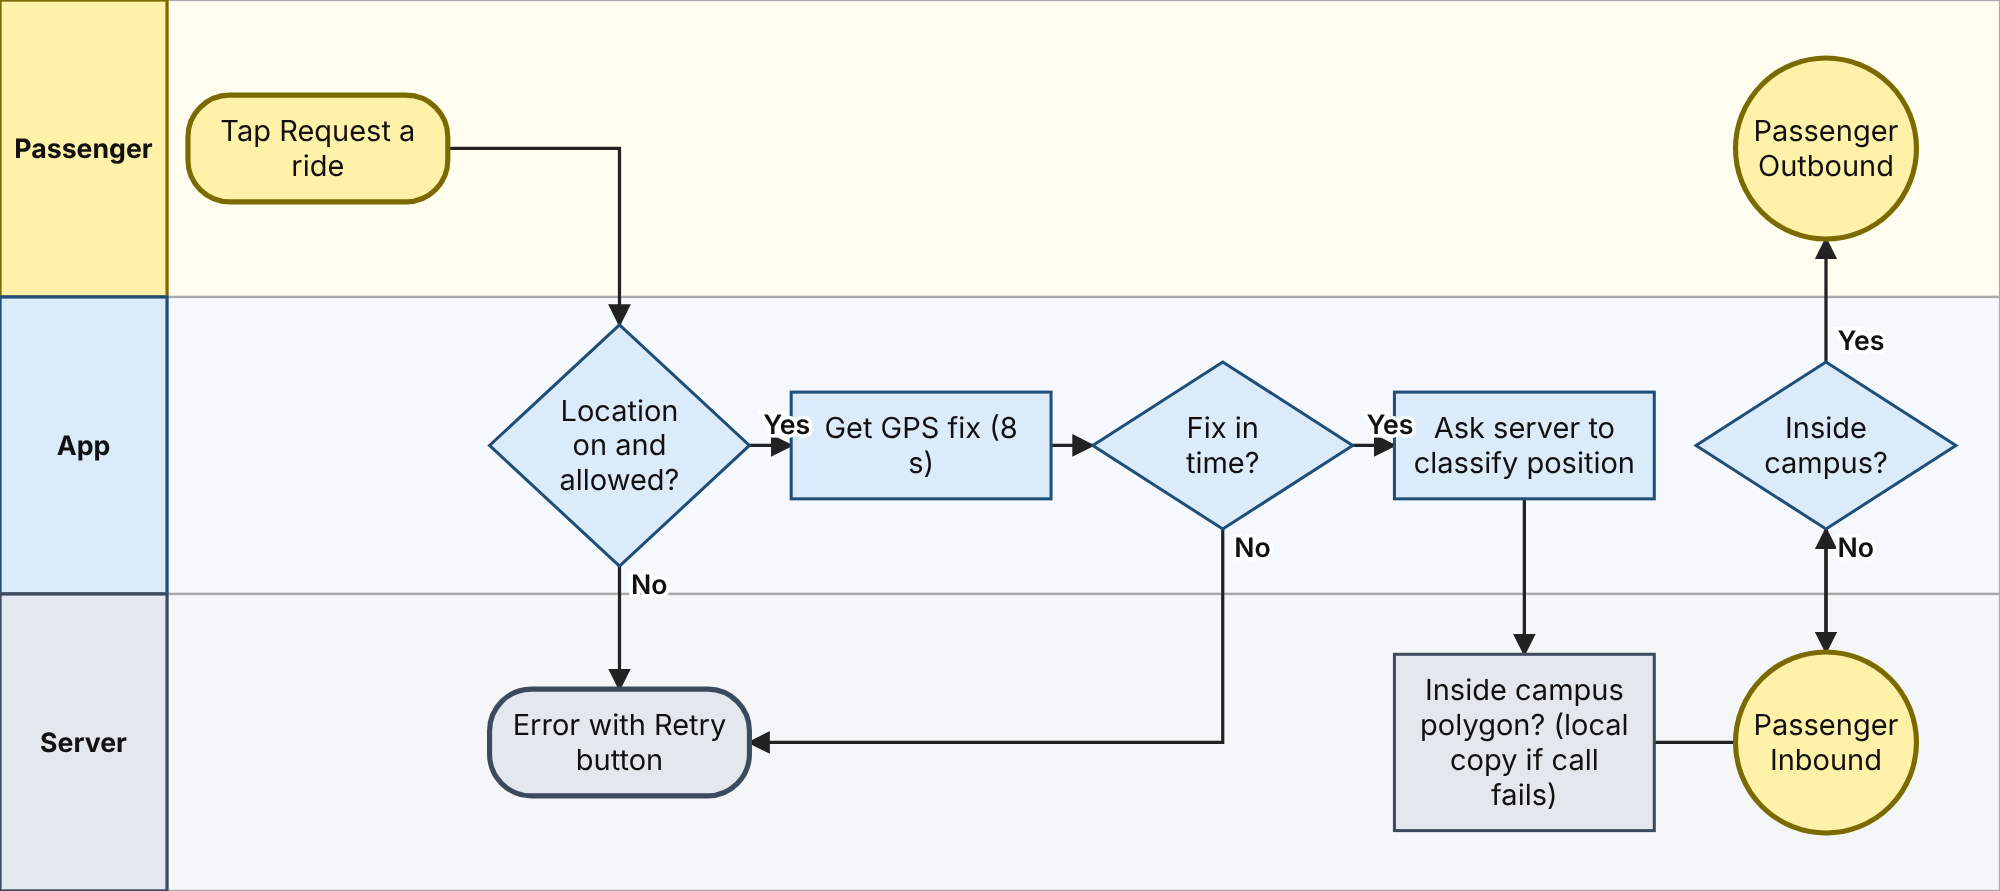 Passenger
Tap Request a
ride
Passenger
Outbound
App
Location
on and
allowed?
Yes
No
Get GPS fix (8
s)
Fix in
time?
Yes
No
Ask server to
classify position
Inside
campus?
Yes
No
Server
Error with Retry
button
Inside campus
polygon? (local
copy if call
fails)
Passenger
Inbound